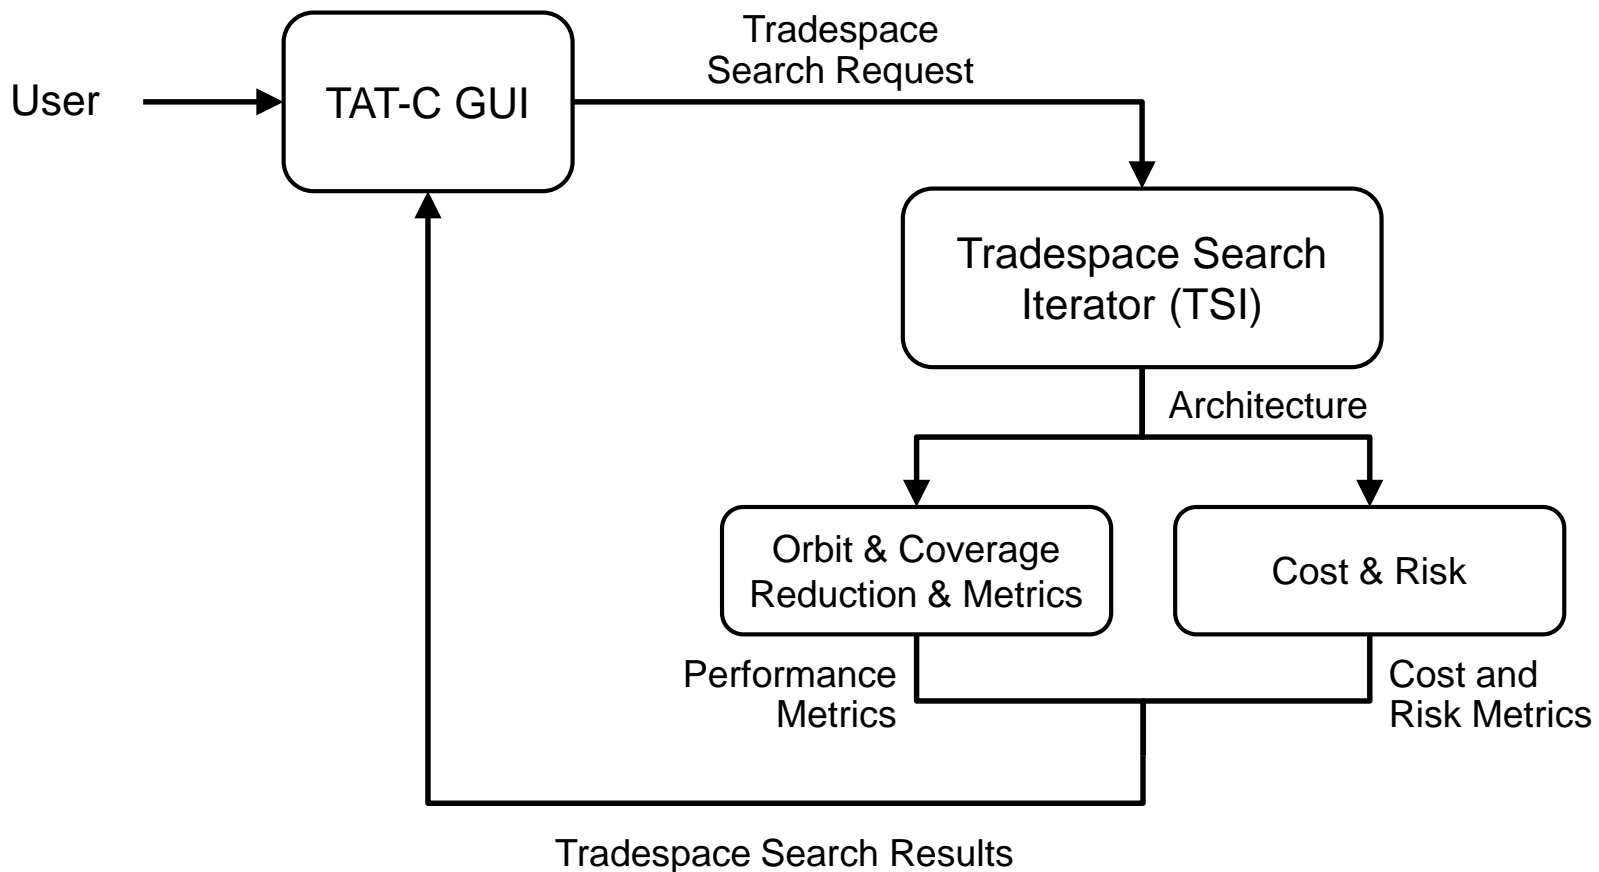 Tradespace
Search Request
User
TAT-C GUI
Tradespace Search
Iterator (TSI)
Architecture
Orbit & Coverage
Reduction & Metrics
Cost & Risk
Performance
Metrics
Cost and
Risk Metrics
Tradespace Search Results